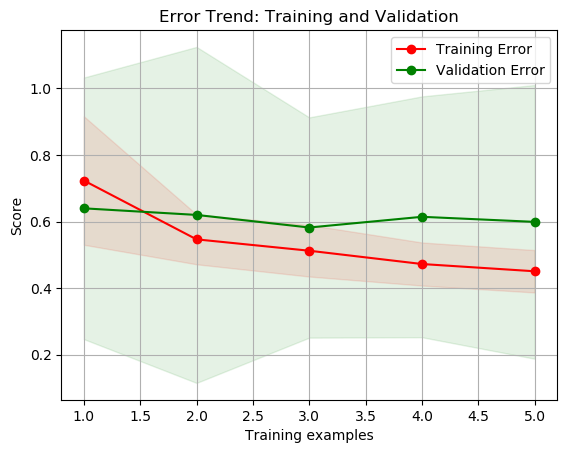 Error Trend: Training and Validation
Training Error
Validation Error
Score
1.0
0.8
0.6
0.4
0.2
1.0 1.5 2.0 2.5 3.0 3.5 4.0 4.5 5.0
Training examples